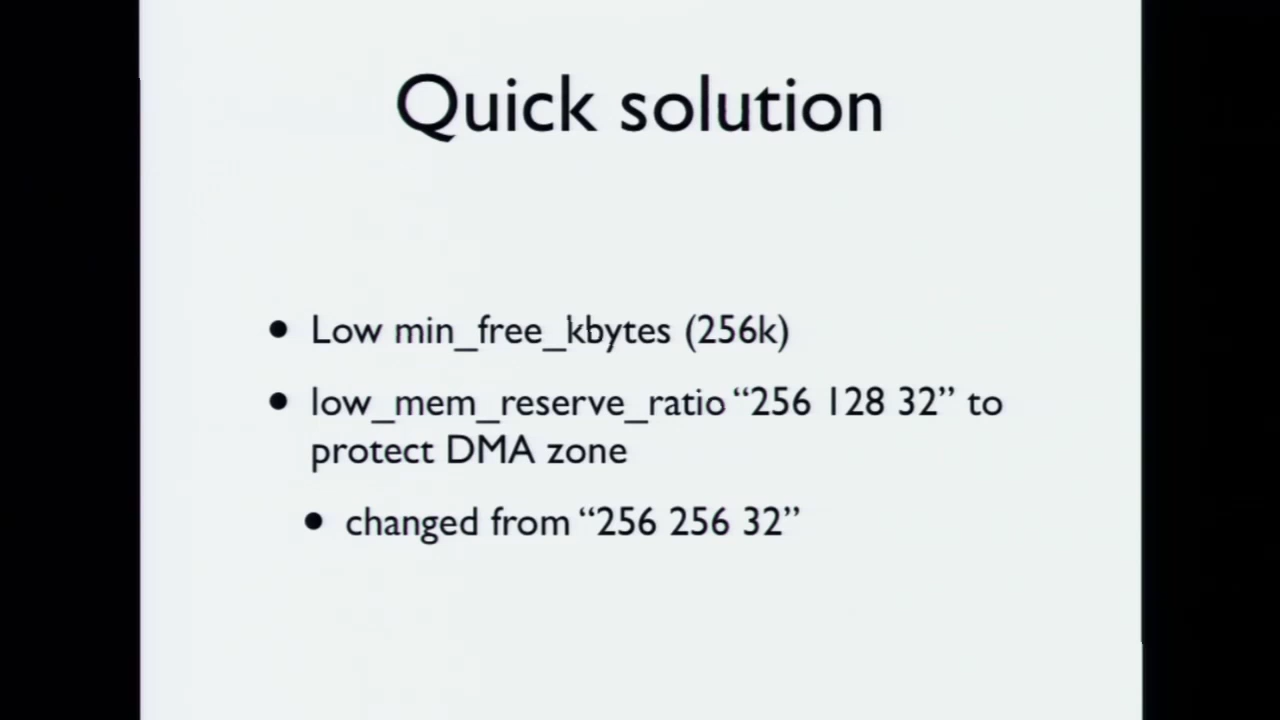 Quick solution
• Low min_free_kbytes (256k)
• low_mem_reserve_ratio “256 128 32” to
protect DMA zone
• changed from “256 256 32”